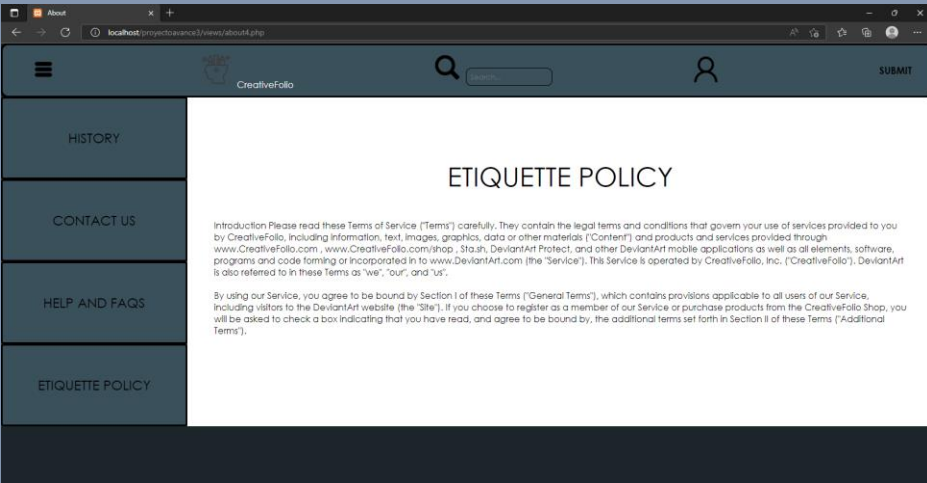 About
localhost/proyectoavance3/views/about4.php
CreativeFolio
Search...
SUBMIT
HISTORY
CONTACT US
HELP AND FAQS
ETIQUETTE POLICY
ETIQUETTE POLICY
Introduction Please read these Terms of Service ("Terms") carefully. They contain the legal terms and conditions that govern your use of services provided to you
by CreativeFolio, including information, text, images, graphics, data or other materials ("Content") and products and services provided through
www.CreativeFolio.com , www.CreativeFolio.com/shop , Sta.sh, DeviantArt Protect, and other DeviantArt mobile applications as well as all elements, software,
programs and code forming or incorporated in to www.DeviantArt.com (the "Service"). This Service is operated by CreativeFolio, Inc. ("CreativeFolio"). DeviantArt
is also referred to in these Terms as "we", "our", and "us".
By using our Service, you agree to be bound by Section I of these Terms ("General Terms"), which contains provisions applicable to all users of our Service,
including visitors to the DeviantArt website (the "Site"). If you choose to register as a member of our Service or purchase products from the CreativeFolio Shop, you
will be asked to check a box indicating that you have read, and agree to be bound by, the additional terms set forth in Section II of these Terms ("Additional
Terms").